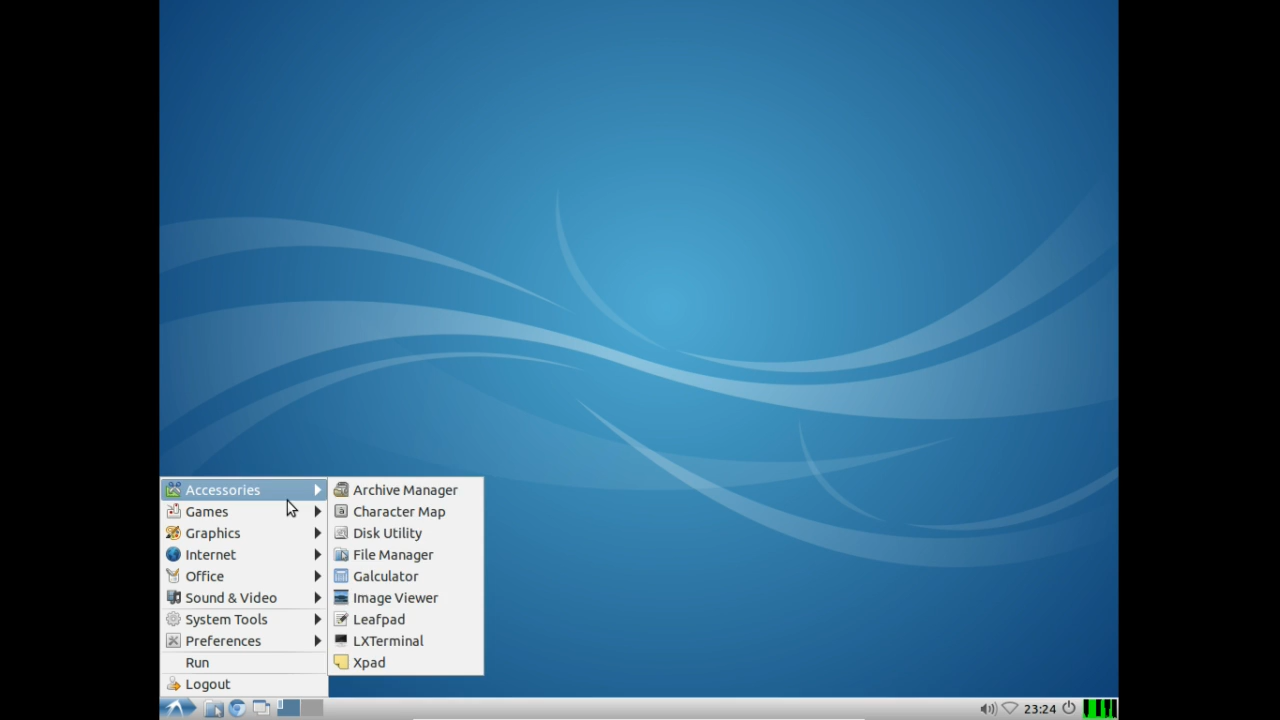 Accessories
Games
Graphics
Internet
Office
Sound & Video
System Tools
Preferences
Run
Logout
Archive Manager
Character Map
Disk Utility
File Manager
Galculator
Image Viewer
Leafpad
LXTerminal
Xpad
23:24